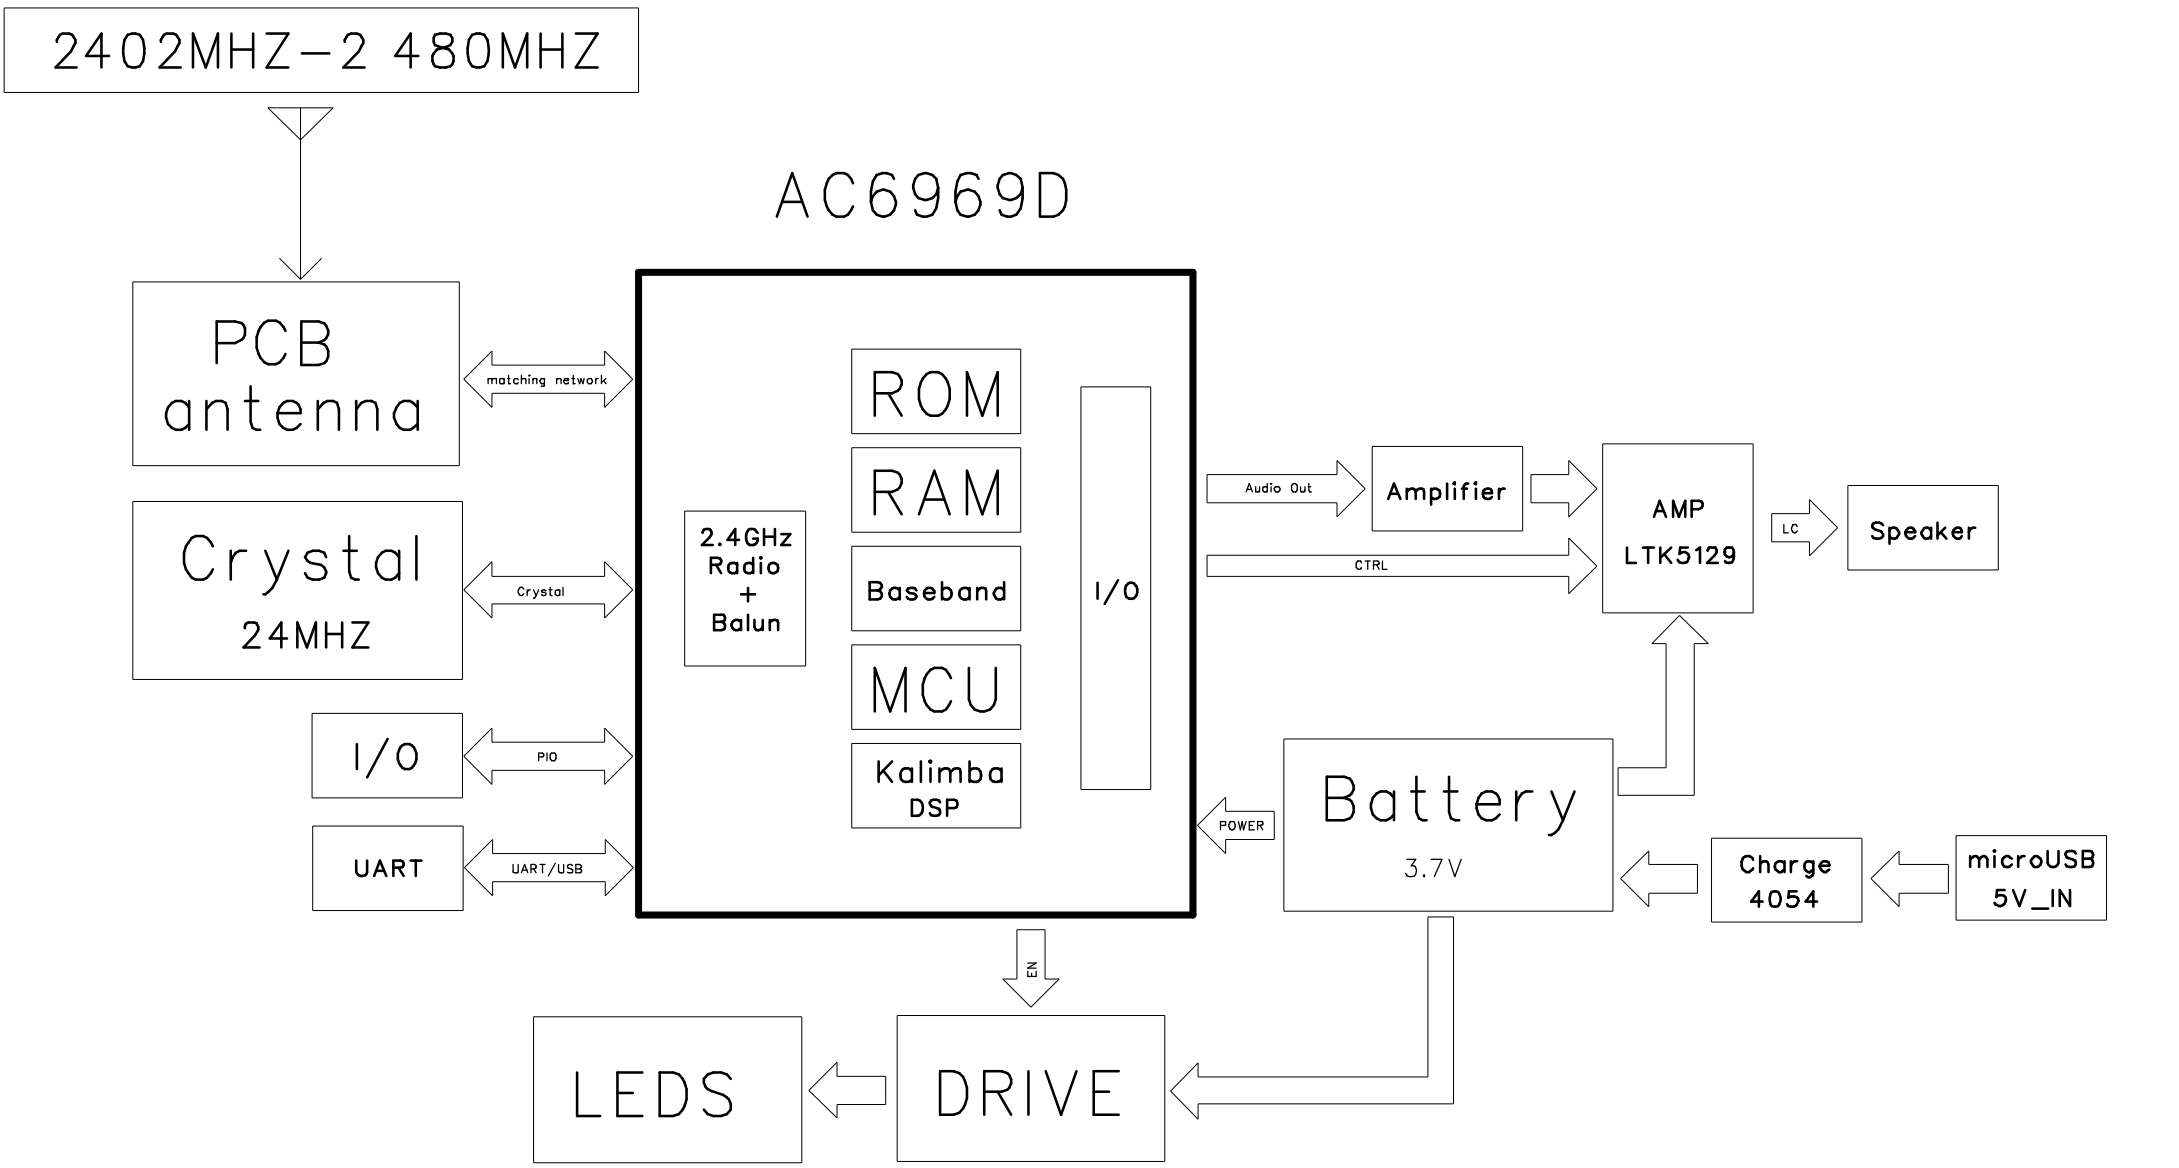 2402MHZ-2 480MHZ
AC6969D
PCB
antenna
matching network
Crystal
24MHZ
Crystal
I/O
PIO
UART
UART/USB
2.4GHz
Radio
+
Balun
ROM
RAM
Baseband
MCU
Kalimba
DSP
I/O
Audio Out
Amplifier
CTRL
AMP
LTK5129
LC
Speaker
POWER
Battery
3.7V
Charge
4054
microUSB
5V_IN
EN
LEDS
DRIVE